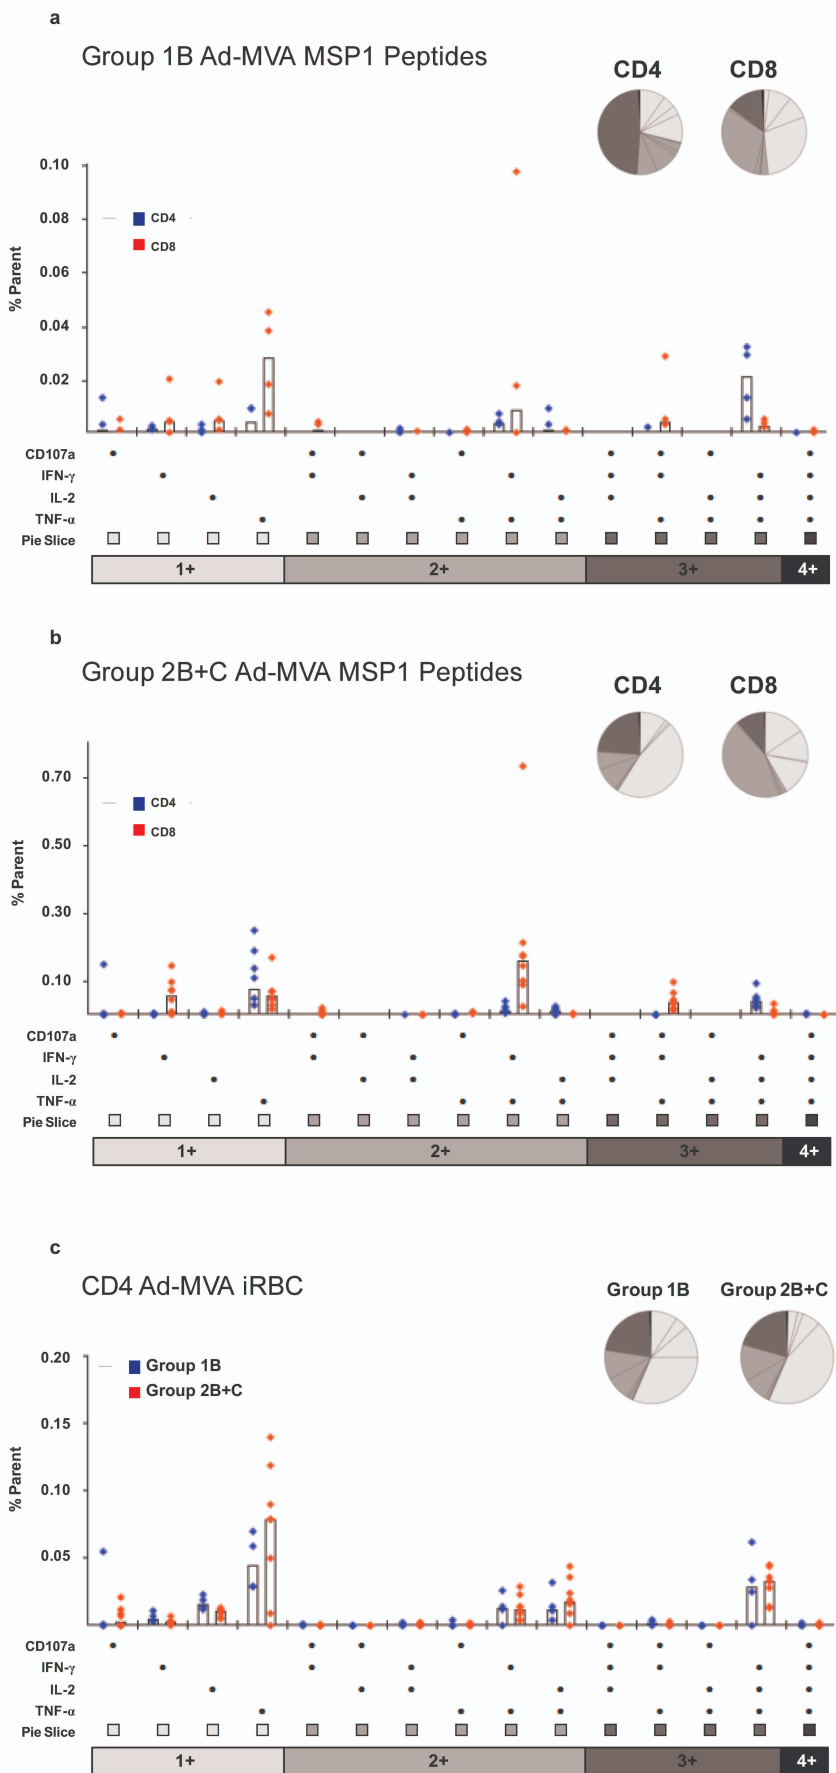 a
Group 1B Ad-MVA MSP1 Peptides
CD4 CD8
0.10
0.08
0.06
0.04
0.02
% Parent
CD4
CD8
CD107a
IFN-γ
IL-2
TNF-α
Pie Slice
1+ 2+ 3+ 4+
b
Group 2B+C Ad-MVA MSP1 Peptides
CD4 CD8
0.70
0.50
0.30
0.10
% Parent
CD4
CD8
CD107a
IFN-γ
IL-2
TNF-α
Pie Slice
1+ 2+ 3+ 4+
c
CD4 Ad-MVA iRBC
Group 1B Group 2B+C
0.20
0.15
0.10
0.05
% Parent
Group 1B
Group 2B+C
CD107a
IFN-γ
IL-2
TNF-α
Pie Slice
1+ 2+ 3+ 4+